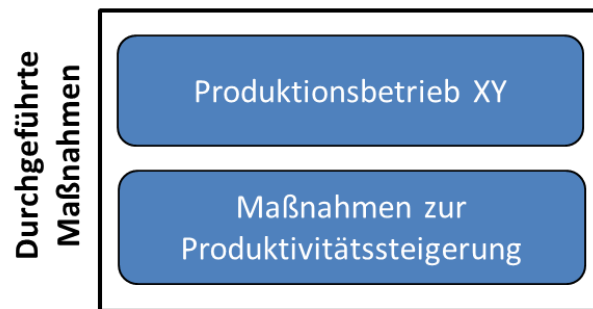 Durchgeführte
Maßnahmen
Produktionsbetrieb XY
Maßnahmen zur
Produktivitätssteigerung